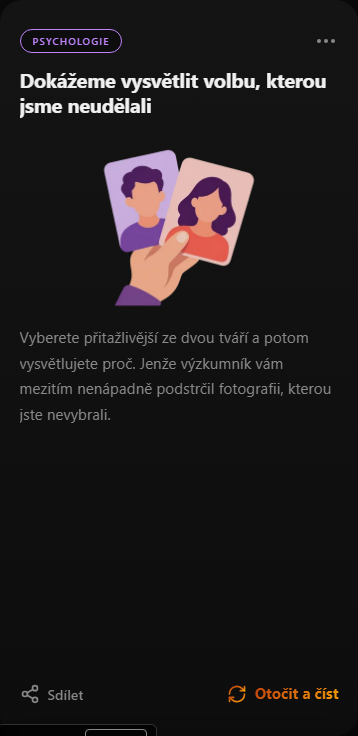 PSYCHOLOGIE
Dokážeme vysvětlit volbu, kterou
jsme neudělali
Vyberete přitažlivější ze dvou tváří a potom
vysvětlujete proč. Jenže výzkumník vám
mezitím nenápadně podstrčil fotografii, kterou
jste nevybrali.
Sdílet
Otočit a číst